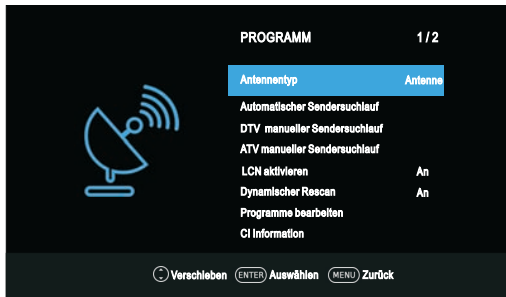 PROGRAMM 1 / 2
Antennentyp Antenne
Automatischer Sendersuchlauf
DTV manueller Sendersuchlauf
ATV manueller Sendersuchlauf
LCN aktivieren An
Dynamischer Rescan An
Programme bearbeiten
CI Information
Verschieben ENTER Auswählen MENU Zurück